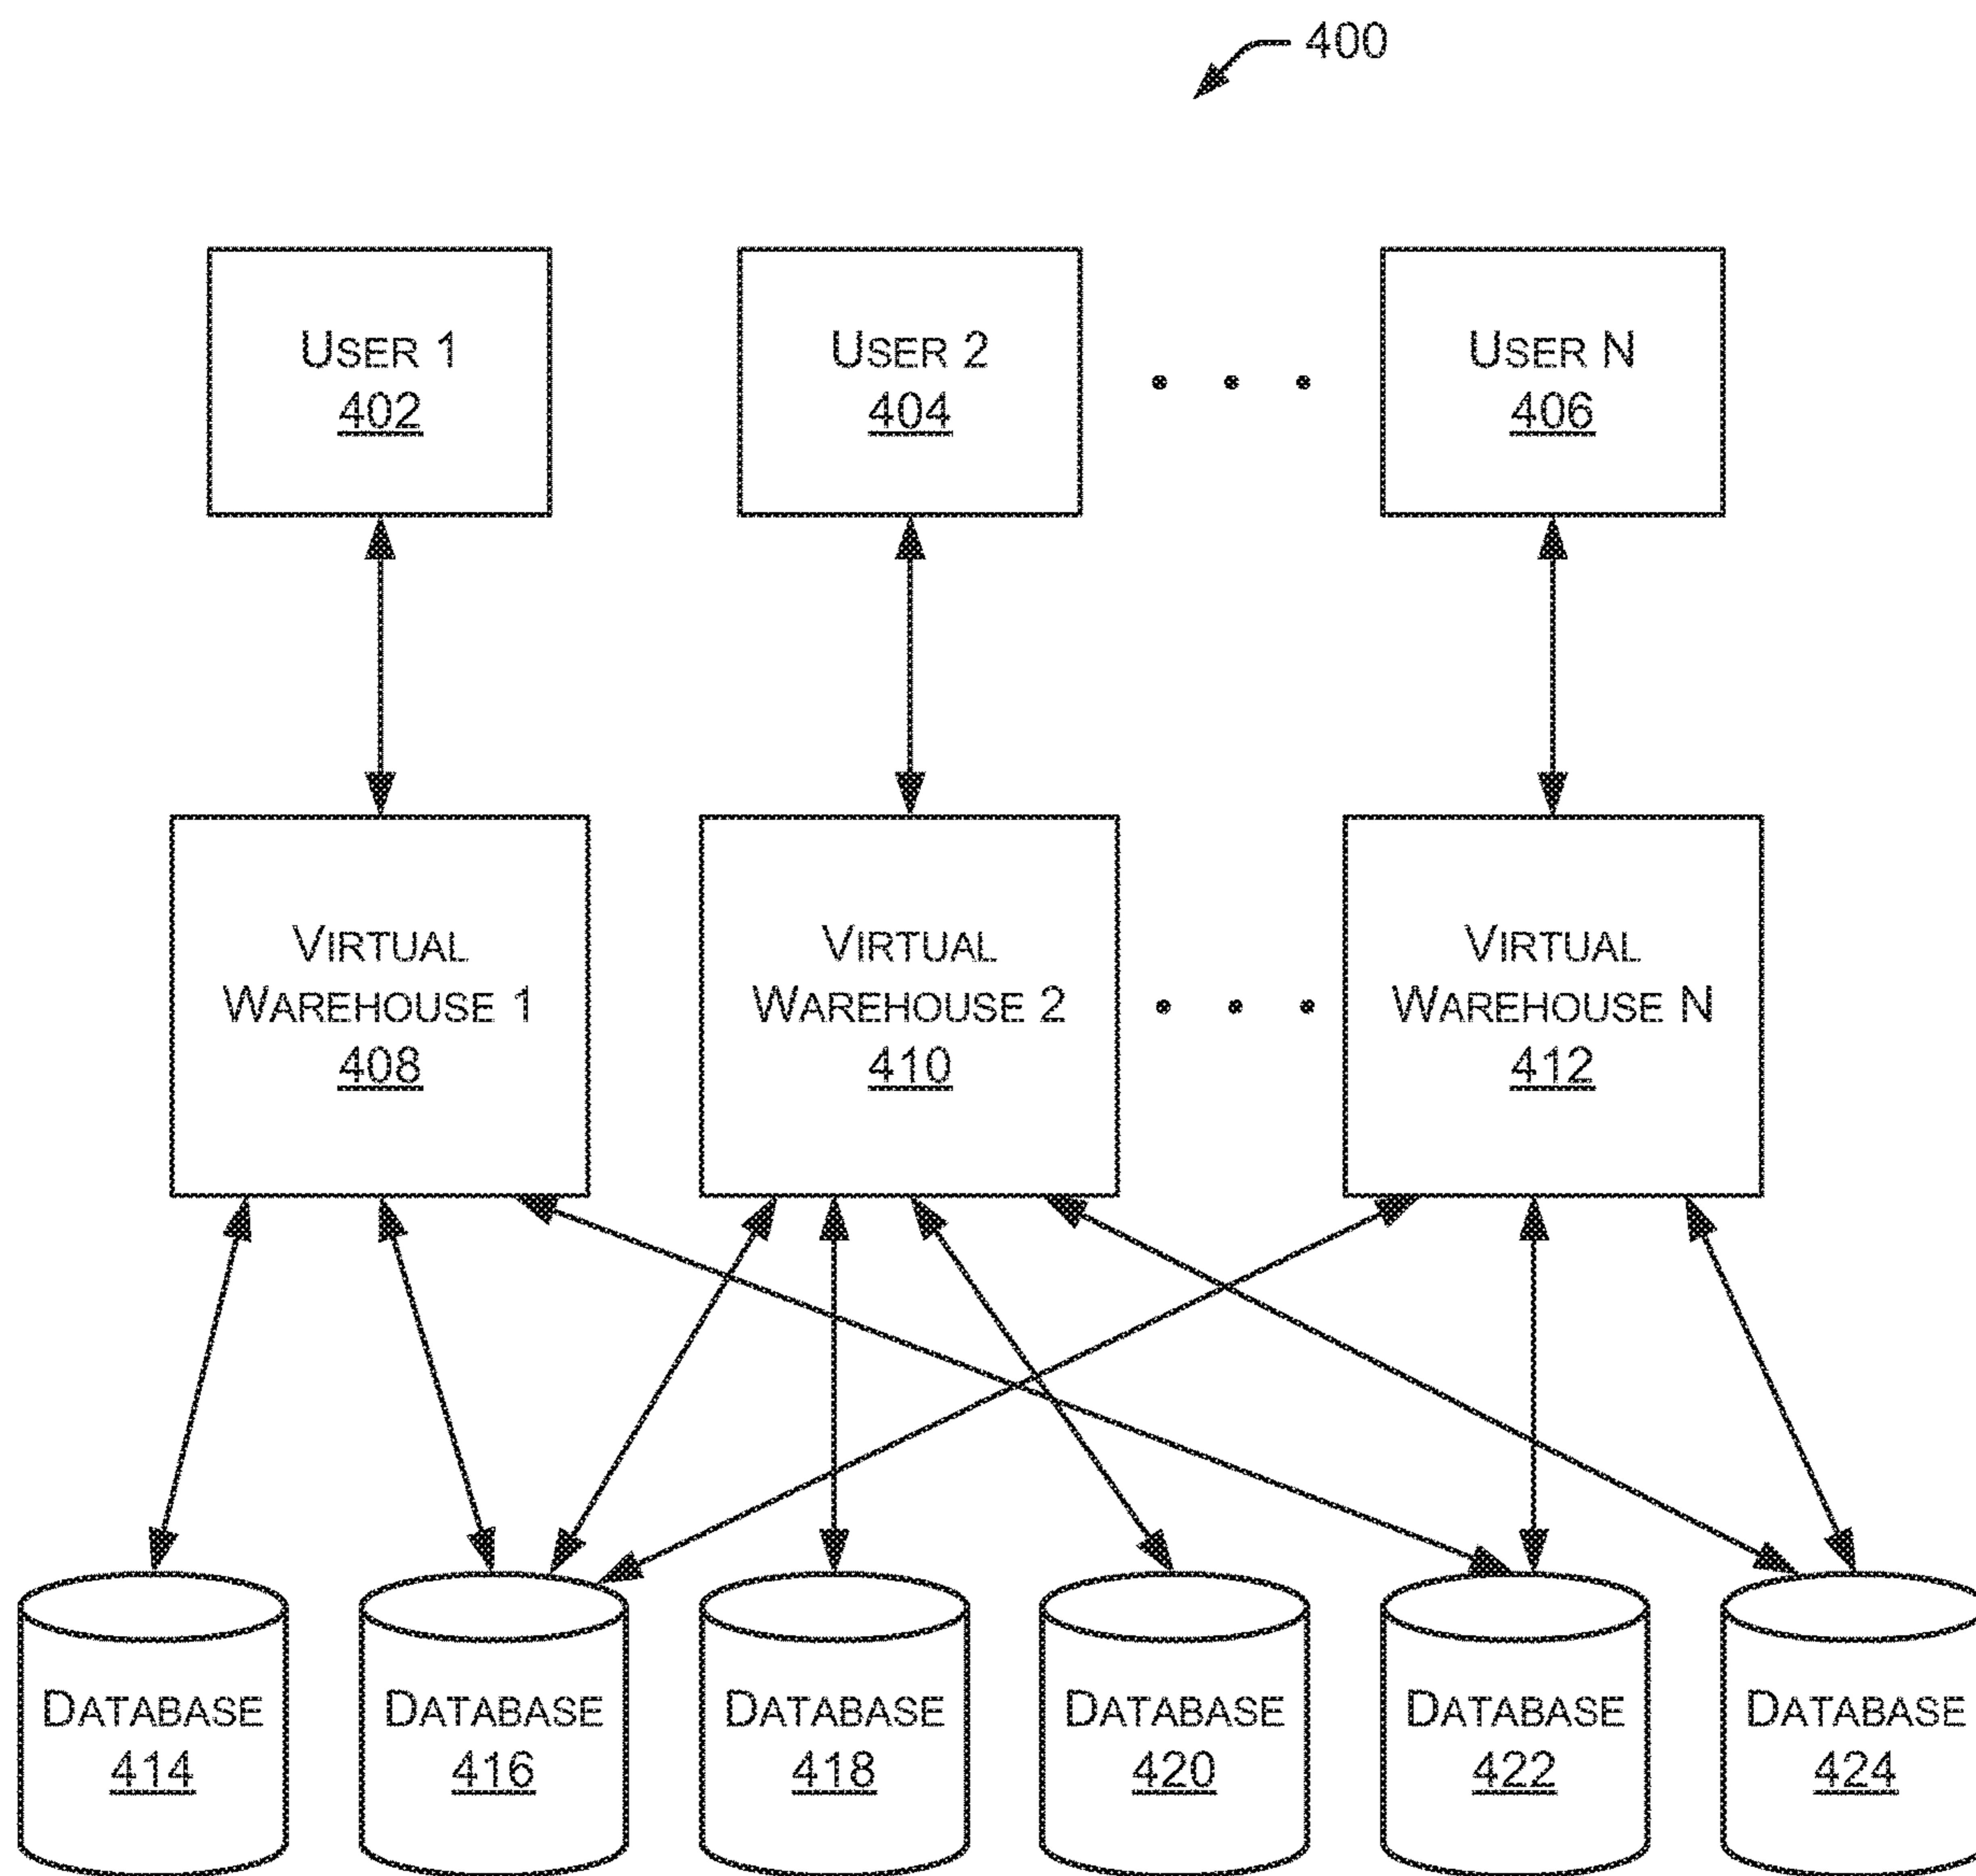 400
USER 1
402
USER 2
404
USER N
406
VIRTUAL
WAREHOUSE 1
408
VIRTUAL
WAREHOUSE 2
410
VIRTUAL
WAREHOUSE N
412
DATABASE
414
DATABASE
416
DATABASE
418
DATABASE
420
DATABASE
422
DATABASE
424